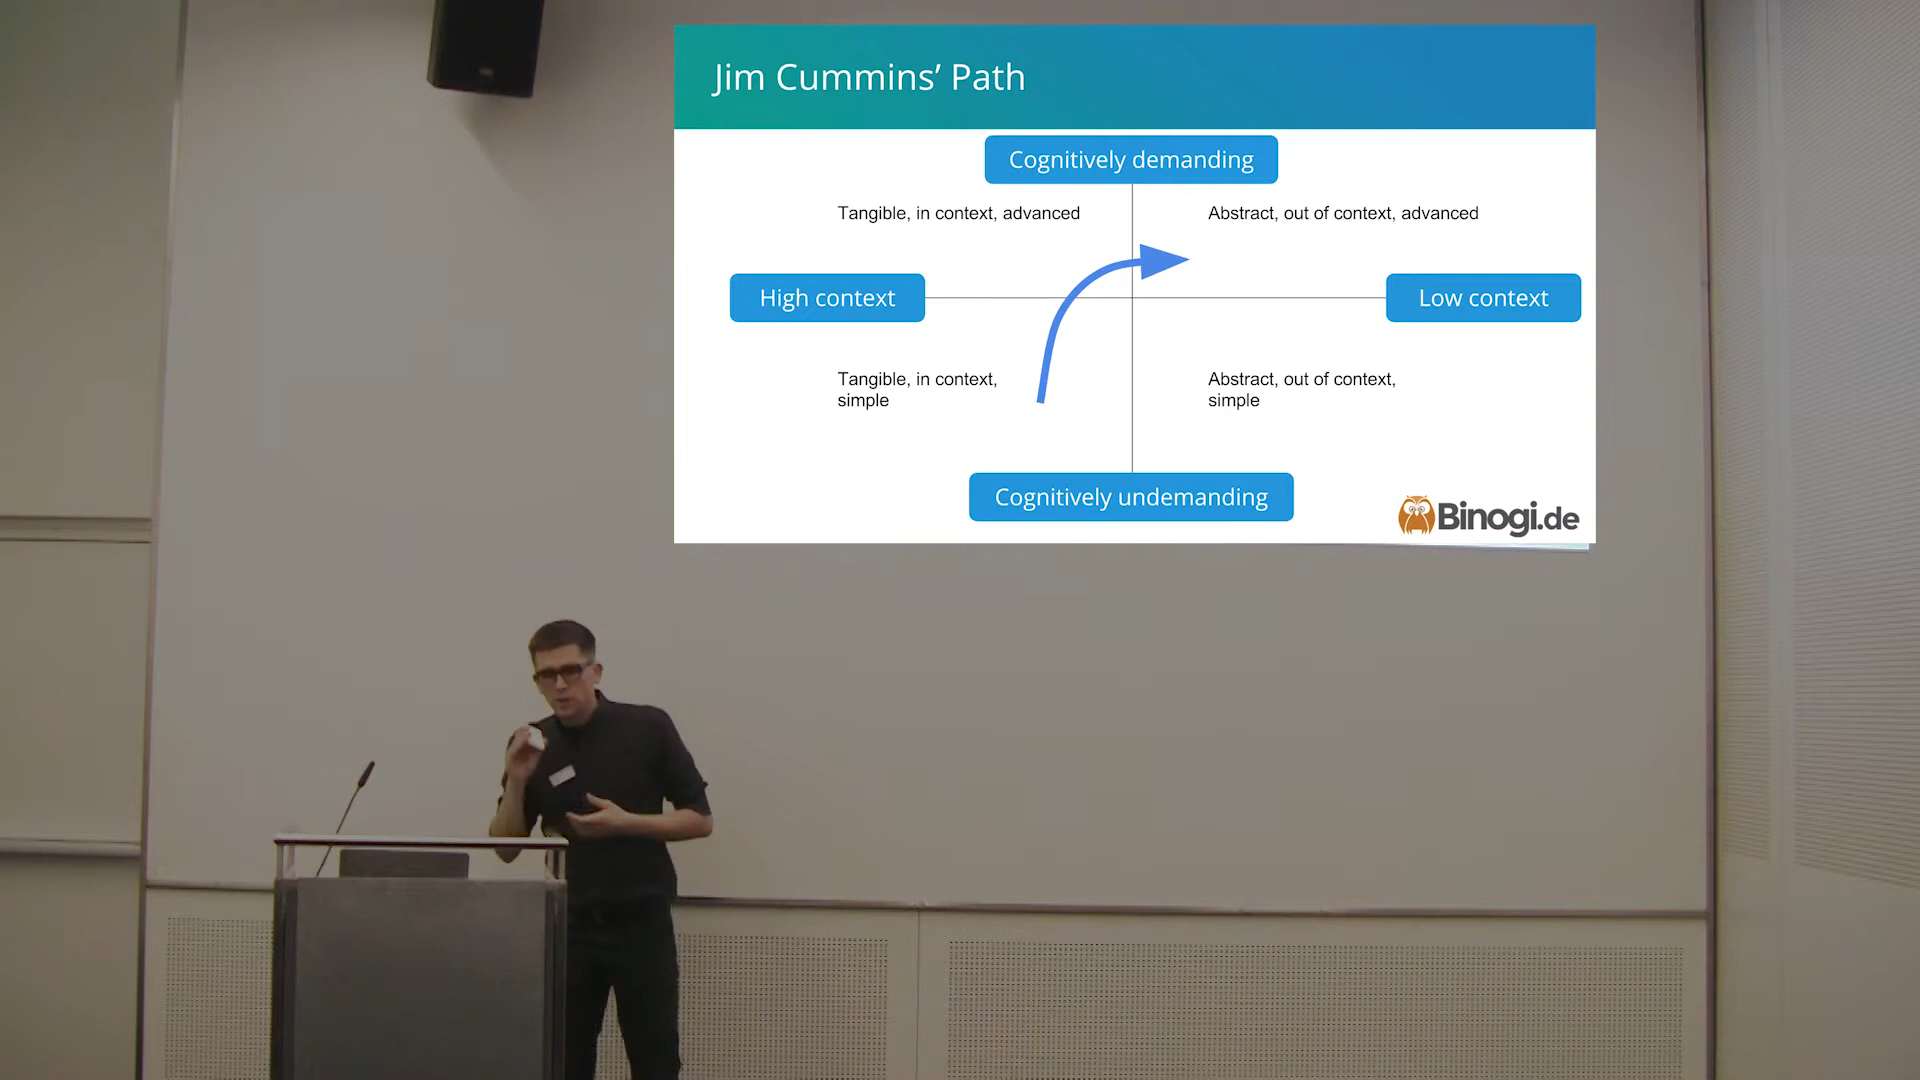 Jim Cummins’ Path
Cognitively demanding
Tangible, in context, advanced
Abstract, out of context, advanced
High context
Low context
Tangible, in context,
simple
Abstract, out of context,
simple
Cognitively undemanding
Binogi.de